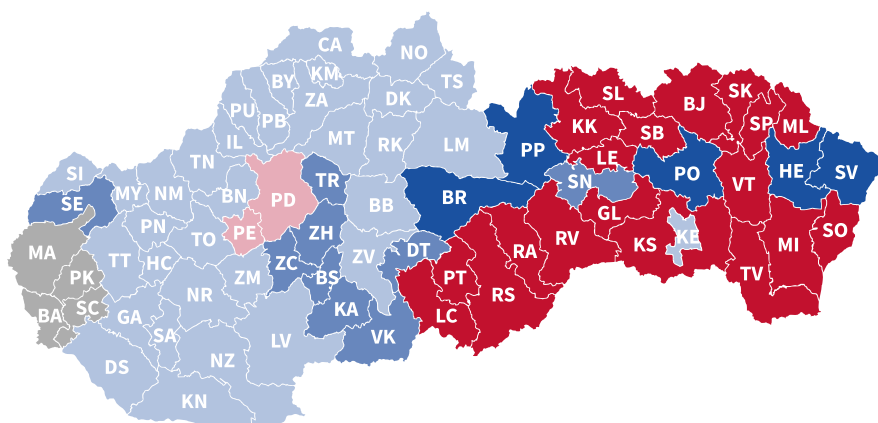 CA
NO
BY
KM
TS
ZA
DK
PU
PB
SL
SK
BJ
IL
MT
RK
LM
KK
SB
SP
ML
PP
TN
LE
SI
TR
SN
PO
HE
SV
VT
MY
NM
BN
PD
BR
SE
BB
GL
PN
TO
PE
ZH
KE
SO
MA
TT
HC
ZC
ZV
DT
RA
RV
KS
MI
PK
ZM
BS
PT
TV
NR
RS
BA
SC
GA
KA
LC
SA
LV
VK
DS
NZ
KN